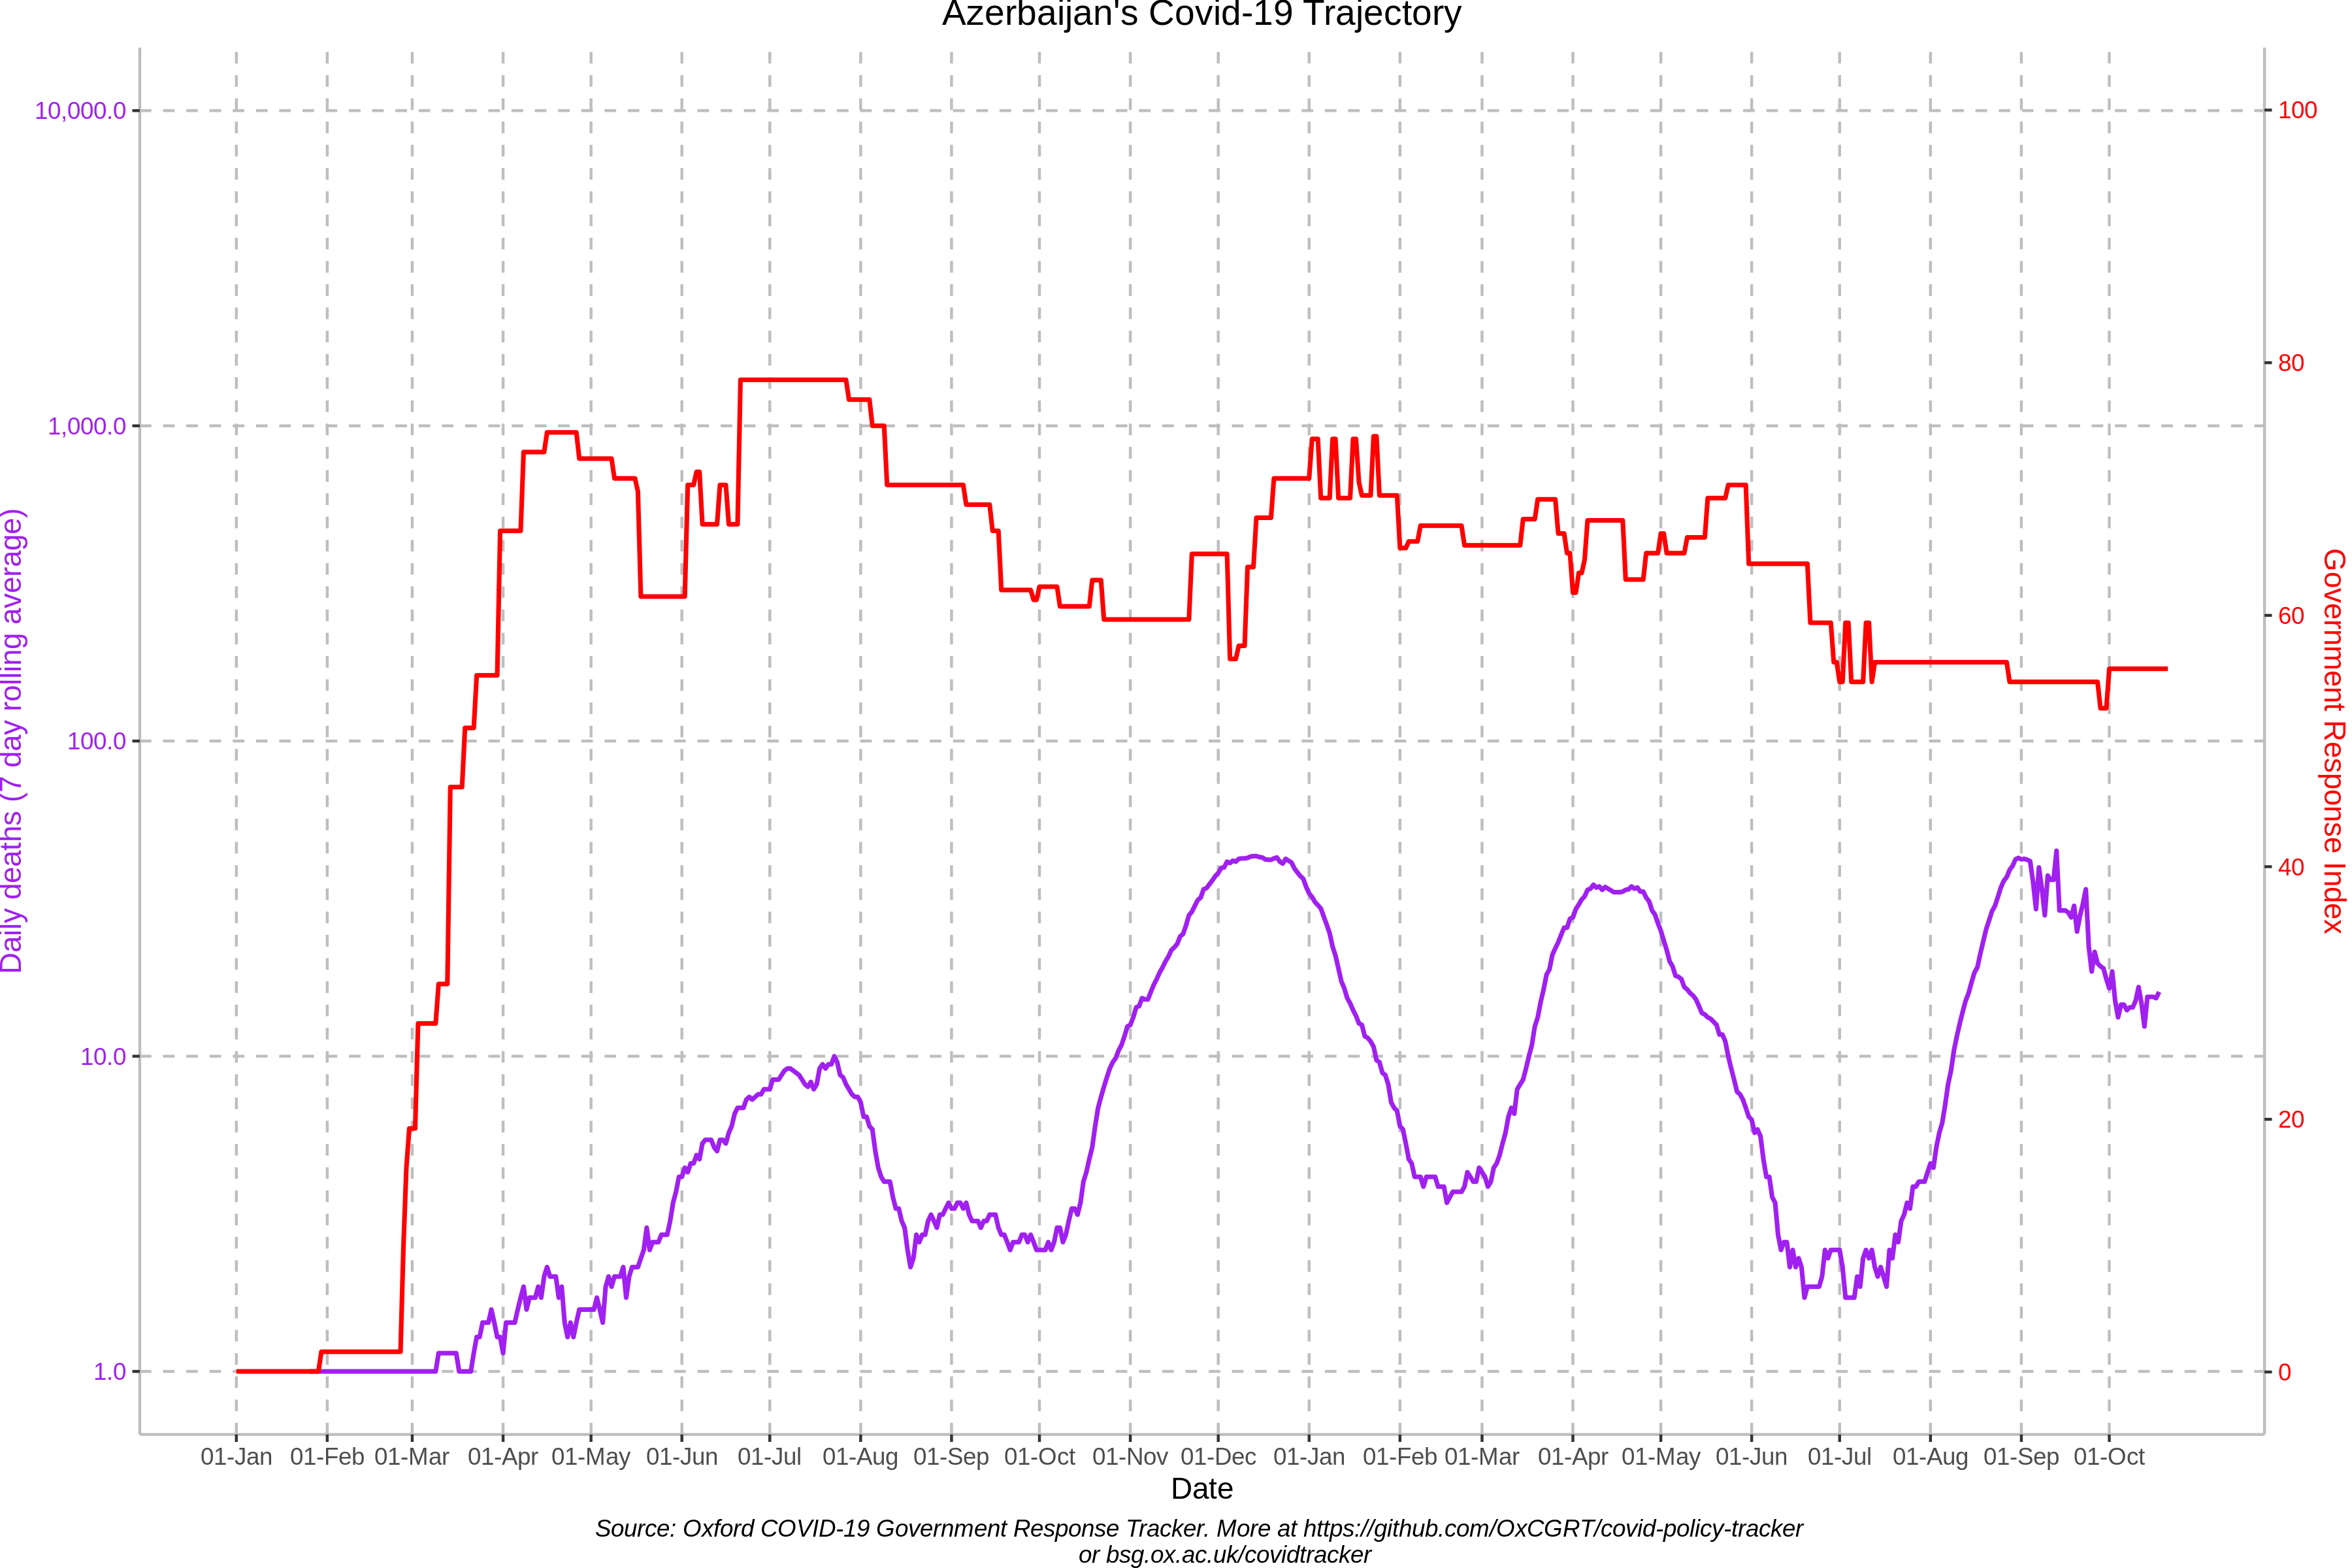 Azerbaijan's Covid-19 Trajectory
10,000.0
1,000.0
100.0
10.0
1.0
Daily deaths (7 day rolling average)
100
80
60
40
20
0
Government Response Index
01-Jan 01-Feb 01-Mar 01-Apr 01-May 01-Jun 01-Jul 01-Aug 01-Sep 01-Oct 01-Nov 01-Dec 01-Jan 01-Feb 01-Mar 01-Apr 01-May 01-Jun 01-Jul 01-Aug 01-Sep 01-Oct
Date
Source: Oxford COVID-19 Government Response Tracker. More at https://github.com/OxCGRT/covid-policy-tracker
or bsg.ox.ac.uk/covidtracker